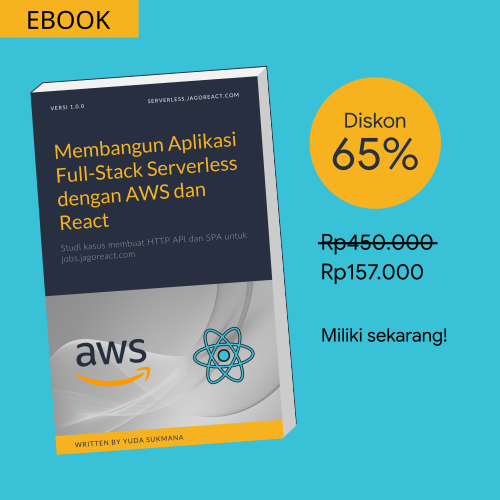 EBOOK
VERSI 1.0.0
SERVERLESS.JAGOREACT.COM
Membangun Aplikasi
Full-Stack Serverless
dengan AWS dan
React
Studi kasus membuat HTTP API dan SPA untuk
jobs.jagoreact.com
aws
WRITTEN BY YUDA SUKMANA
Diskon
65%
Rp450.000
Rp157.000
Miliki sekarang!